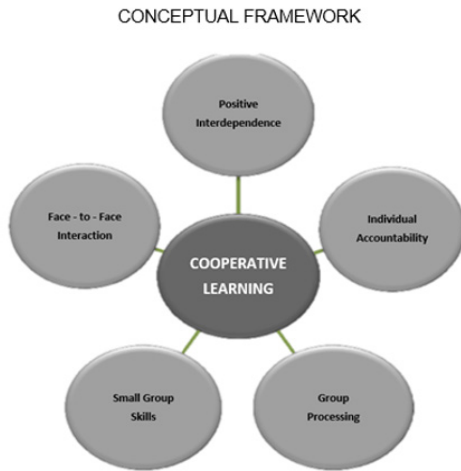 CONCEPTUAL FRAMEWORK
Positive
Interdependence
Face - to - Face
Interaction
Individual
Accountability
COOPERATIVE
LEARNING
Small Group
Skills
Group
Processing